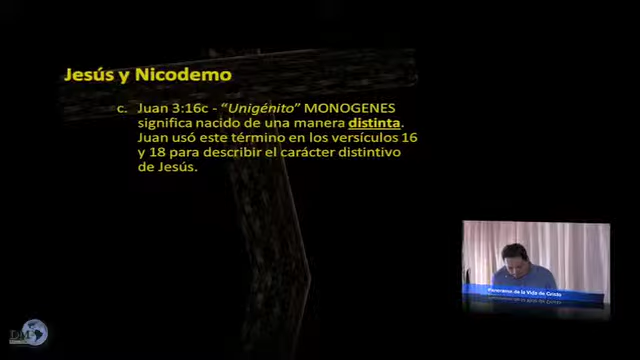 Jesús y Nicodemo
c. Juan 3:16c - “Unigénito” MONOGENES
significa nacido de una manera distinta.
Juan usó este término en los versículos 16
y 18 para describir el carácter distintivo
de Jesús.
Panorama de la Vida de Cristo